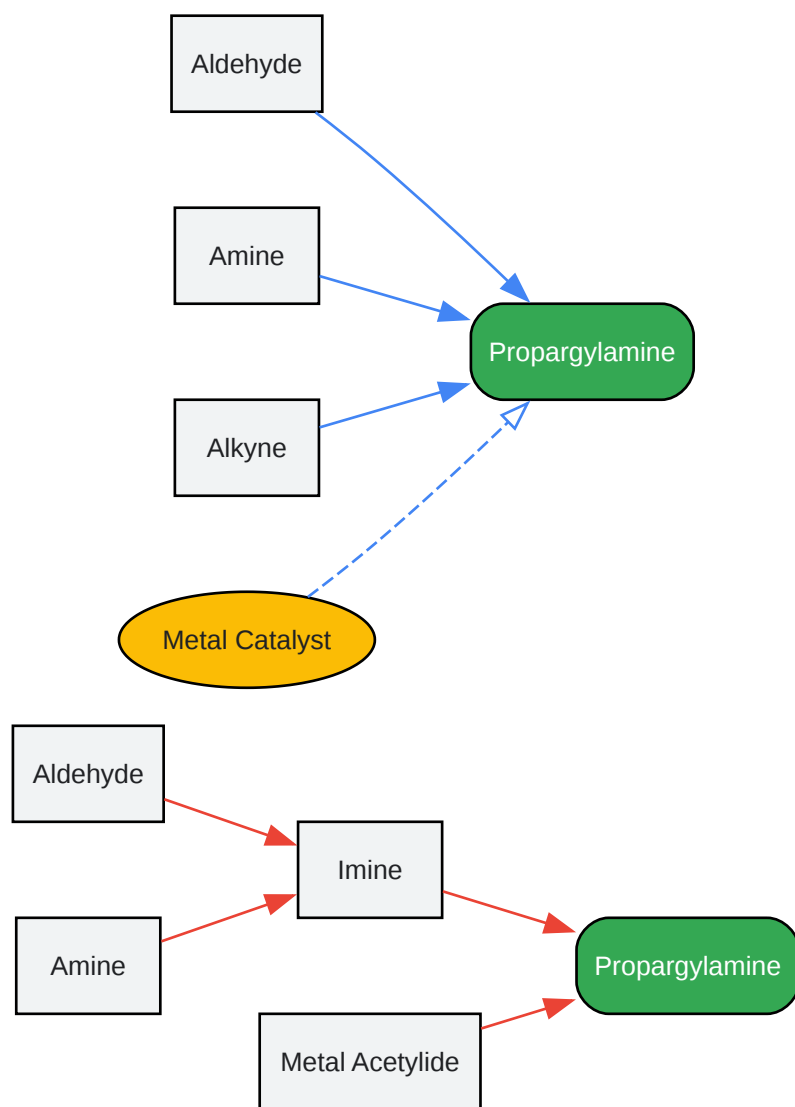 Aldehyde
Amine
Propargylamine
Alkyne
Metal Catalyst
Aldehyde
Imine
Amine
Propargylamine
Metal Acetylide